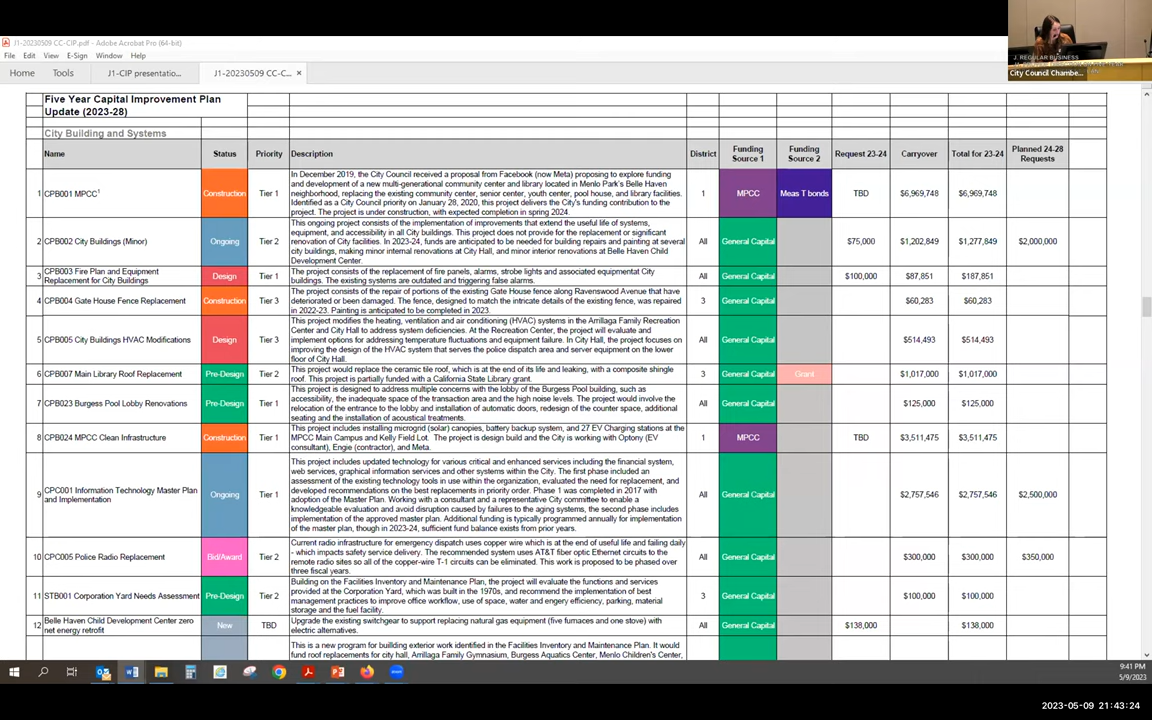 J1-20230509 CC-CIP.pdf - Adobe Acrobat Pro (64-bit)
File Edit View E-Sign Window Help
Home Tools J1-CIP presentatio... J1-20230509 CC-C... ×
J. REGULAR BUSINESS
City Council Chambe...
Five Year Capital Improvement Plan
Update (2023-28)
City Building and Systems
Name Status Priority Description District Funding Source 1 Funding Source 2 Request 23-24 Carryover Total for 23-24 Planned 24-28 Requests
1 CPB001 MPCC1 Construction Tier 1
In December 2019, the City Council received a proposal from Facebook (now Meta) proposing to explore funding
and development of a new multi-generational community center and library located in Menlo Park's Belle Haven
neighborhood, replacing the existing community center, senior center, youth center, pool house, and library facilities.
Identified as a City Council priority on January 28, 2020, this project delivers the City's funding contribution to the
project. The project is under construction, with expected completion in spring 2024.
1 MPCC Meas T bonds TBD $6,969,748 $6,969,748
2 CPB002 City Buildings (Minor) Ongoing Tier 2
This ongoing project consists of the implementation of improvements that extend the useful life of systems,
equipment, and accessibility in all City buildings. This project does not provide for the replacement or significant
renovation of City facilities. In 2023-24, funds are anticipated to be needed for building repairs and painting at several
city buildings, making minor internal renovations at City Hall, and minor interior renovations at Belle Haven Child
Development Center.
All General Capital $75,000 $1,202,849 $1,277,849 $2,000,000
3 CPB003 Fire Plan and Equipment
Replacement for City Buildings Design Tier 1
The project consists of the replacement of fire panels, alarms, strobe lights and associated equipmentat City
buildings. The existing systems are outdated and triggering false alarms.
All General Capital $100,000 $87,851 $187,851
4 CPB004 Gate House Fence Replacement Construction Tier 3
This project consists of the repair of portions of the existing Gate House fence along Ravenswood Avenue that have
deteriorated or been damaged. The fence, designed to match the intricate details of the existing fence, was repaired
in 2022-23. Painting is anticipated to be completed in 2023.
3 General Capital $60,283 $60,283
5 CPB005 City Buildings HVAC Modifications Design Tier 3
This project modifies the heating, ventilation and air conditioning (HVAC) systems in the Arrillaga Family Recreation
Center and City Hall to address system deficiencies. At the Recreation Center, the project will evaluate and
implement options for addressing temperature fluctuations and equipment failure. In City Hall, the project focuses on
improving the design of the HVAC system that serves the police dispatch area and server equipment on the lower
floor of City Hall.
All General Capital $514,493 $514,493
6 CPB007 Main Library Roof Replacement Pre-Design Tier 2
This project would replace the ceramic tile roof, which is at the end of its life and leaking, with a composite shingle
roof. This project is partially funded with a California State Library grant.
3 General Capital Grant $1,017,000 $1,017,000
7 CPB023 Burgess Pool Lobby Renovations Pre-Design
This project is designed to address multiple concerns with the lobby of the Burgess Pool building, such as
accessibility, the inadequate space of the transaction area and the high noise levels. The project would involve the
relocation of the entrance to the lobby and installation of automatic doors, redesign of the counter space, additional
seating and the installation of acoustical treatments.
All General Capital $125,000 $125,000
8 CPB024 MPCC Clean Infrastructure Construction Tier 1
This project includes installing microgrid (solar) canopies, battery backup system, and 27 EV Charging stations at the
MPCC Main Campus and Kelly Field Lot. The project is design build and the City is working with Optony (EV
consultant), Engie (contractor), and Meta.
1 MPCC TBD $3,511,475 $3,511,475
9 CPC001 Information Technology Master Plan
and Implementation Ongoing Tier 1
This project includes updated technology for various critical and enhanced services including the financial system,
web services, graphical information services and other systems within the City. The first phase included an
assessment of the existing technology tools in use within the organization, evaluated the need for replacement, and
developed recommendations on the best replacements in priority order. Phase 1 was completed in 2017 with
adoption of the Master Plan. Working with a consultant and a representative City committee to enable a
knowledgeable evaluation and avoid disruption caused by failures to the aging systems, the second phase includes
implementation of the approved master plan. Additional funding is typically programmed annually for implementation
of the master plan, though in 2023-24, sufficient fund balance exists from prior years.
All General Capital $2,757,546 $2,757,546 $2,500,000
10 CPC005 Police Radio Replacement Bid/Award Tier 2
Current radio infrastructure for emergency dispatch uses copper wire which is at the end of useful life and failing daily
- which impacts safety service delivery. The recommended system uses AT&T fiber optic Ethernet circuits to the
remote radio sites so all of the copper-wire T-1 circuits can be eliminated. This work is proposed to be phased over
three fiscal years.
All General Capital $300,000 $300,000 $350,000
11 STB001 Corporation Yard Needs Assessment Pre-Design Tier 2
Building on the Facilities Inventory and Maintenance Plan, the project will evaluate the functions and services
provided at the Corporation Yard, which was built in the 1970s, and recommend the implementation of best
management practices to improve office workflow, use of space, water and engery efficiency, parking, material
storage and the fuel facility.
3 General Capital $100,000 $100,000
12 Belle Haven Child Development Center zero
net energy retrofit New TBD
Upgrade the existing switchgear to support replacing natural gas equipment (five furnaces and one stove) with
electric alternatives.
All General Capital $138,000 $138,000
This is a new program for building exterior work identified in the Facilities Inventory and Maintenance Plan. It would
fund roof replacements for city hall, Arrillaga Family Gymnasium, Burgess Aquatics Center, Menlo Children's Center,
9:41 PM
5/9/2023
2023-05-09 21:43:24